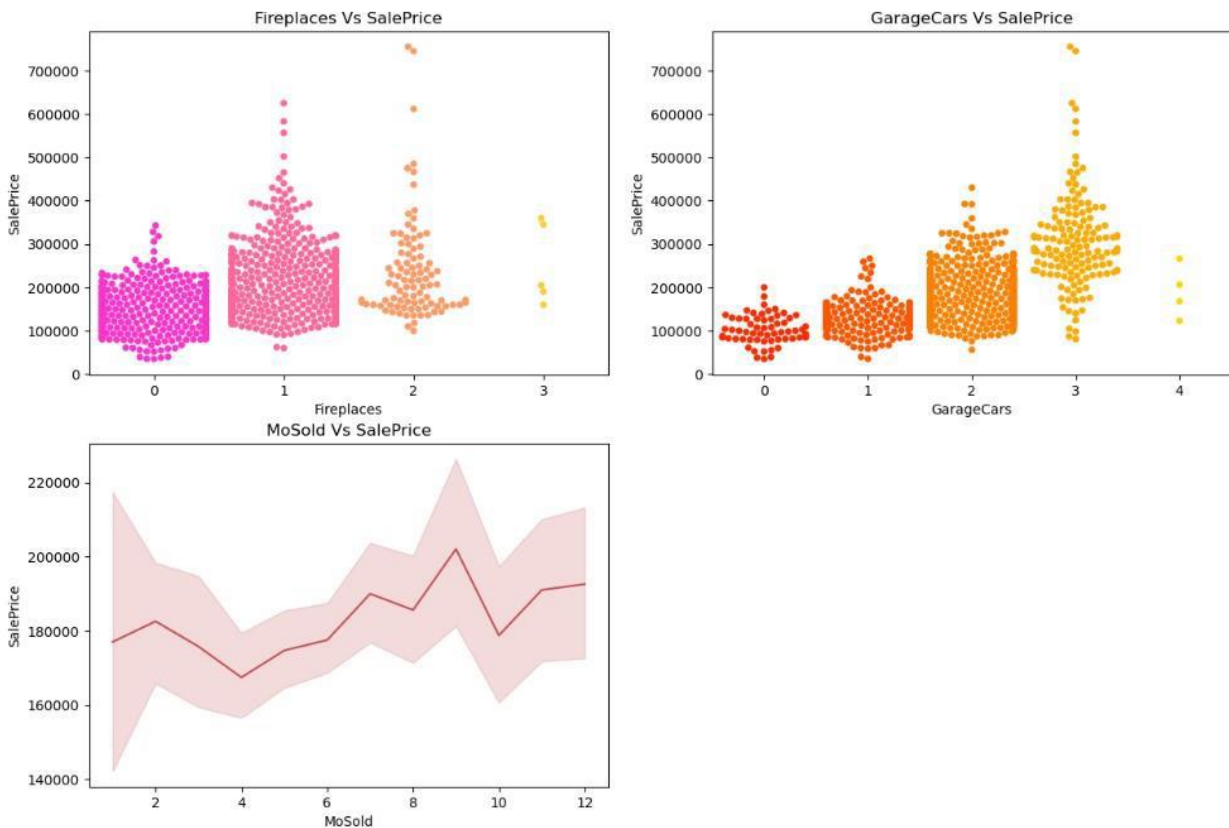 Fireplaces Vs SalePrice
SalePrice
700000
600000
500000
400000
300000
200000
100000
0
0 1 2 3
Fireplaces
GarageCars Vs SalePrice
SalePrice
700000
600000
500000
400000
300000
200000
100000
0
0 1 2 3 4
GarageCars
MoSold Vs SalePrice
SalePrice
220000
200000
180000
160000
140000
2 4 6 8 10 12
MoSold